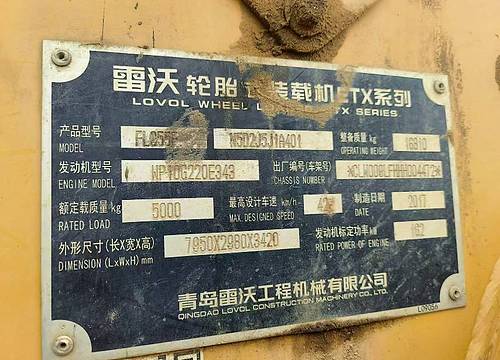 雷沃 轮胎式装载机 ETX系列
LOVOL WHEEL ETX SERIES
产品型号 整备质量 kg 16810
MODEL OPERATING WEIGHT
发动机型号 WP10G220E343 出厂编号(车架号)
ENGINE MODEL CHASSIS NUMBER
额定载质量 kg 5000 最高设计车速 km/h 制造日期 2017
RATED LOAD MAX DESIGNED SPEED DATE
外形尺寸(长X宽X高) 7950X2980X3420 发动机标定功率 kW 162
DIMENSION (LxWxH) mm RATED POWER OF ENGINE
青岛雷沃工程机械有限公司
QINGDAO LOVOL CONSTRUCTION MACHINERY CO., LTD.